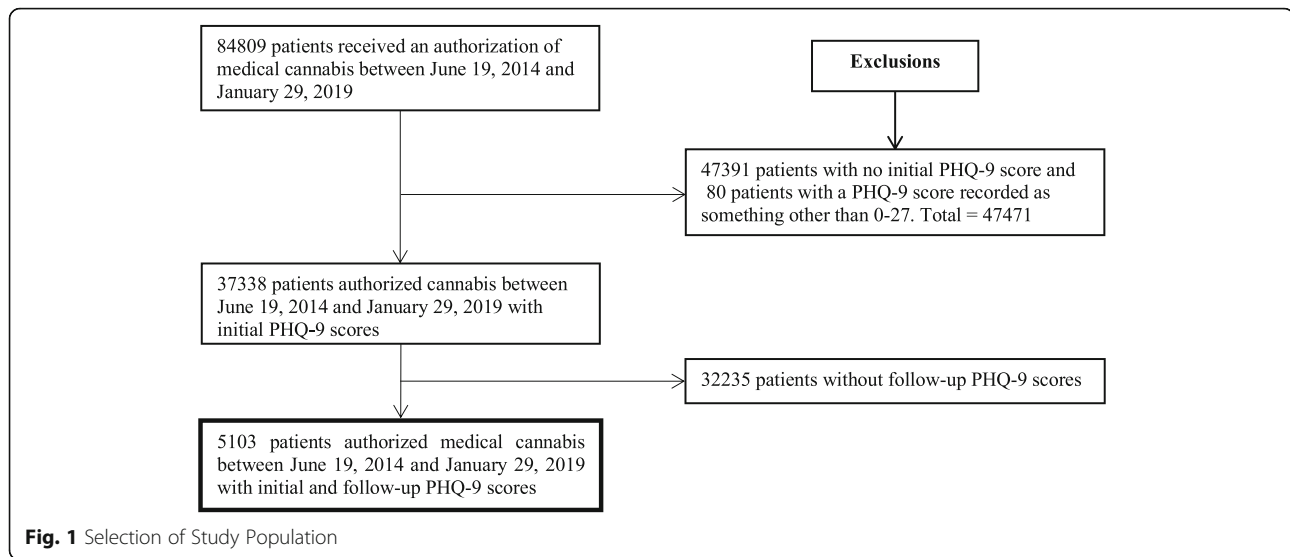 84809 patients received an authorization of
medical cannabis between June 19, 2014 and
January 29, 2019
Exclusions
47391 patients with no initial PHQ-9 score and
80 patients with a PHQ-9 score recorded as
something other than 0-27. Total = 47471
37338 patients authorized cannabis between
June 19, 2014 and January 29, 2019 with
initial PHQ-9 scores
32235 patients without follow-up PHQ-9 scores
5103 patients authorized medical cannabis
between June 19, 2014 and January 29, 2019
with initial and follow-up PHQ-9 scores
Fig. 1 Selection of Study Population